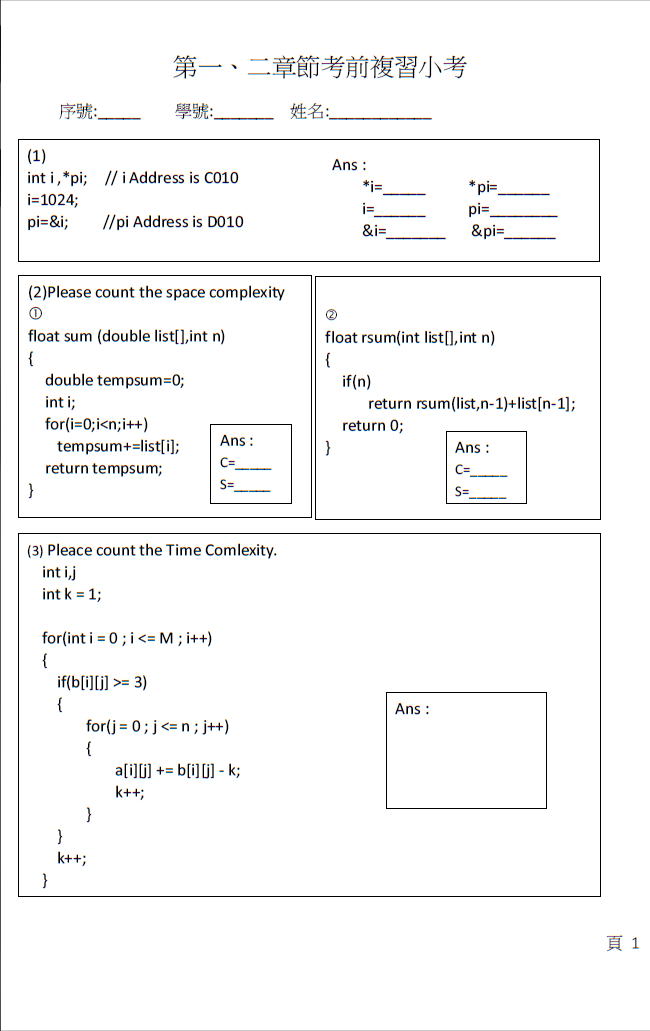 第一、二章節考前複習小考
序號:_____ 學號:_______ 姓名:____________
(1)
int i ,*pi; // i Address is C010
i=1024;
pi=&i; //pi Address is D010
Ans :
*i=_____ *pi=______
i=______ pi=________
&i=_______ &pi=______
(2)Please count the space complexity
①
float sum (double list[],int n)
{
double tempsum=0;
int i;
for(i=0;i<n;i++)
tempsum+=list[i];
return tempsum;
}
Ans :
C=_____
S=_____
②
float rsum(int list[],int n)
{
if(n)
return rsum(list,n-1)+list[n-1];
return 0;
}
Ans :
C=_____
S=_____
(3) Pleace count the Time Comlexity.
int i,j
int k = 1;
for(int i = 0 ; i <= M ; i++)
{
if(b[i][j] >= 3)
{
for(j = 0 ; j <= n ; j++)
{
a[i][j] += b[i][j] - k;
k++;
}
}
k++;
}
Ans :
頁 1